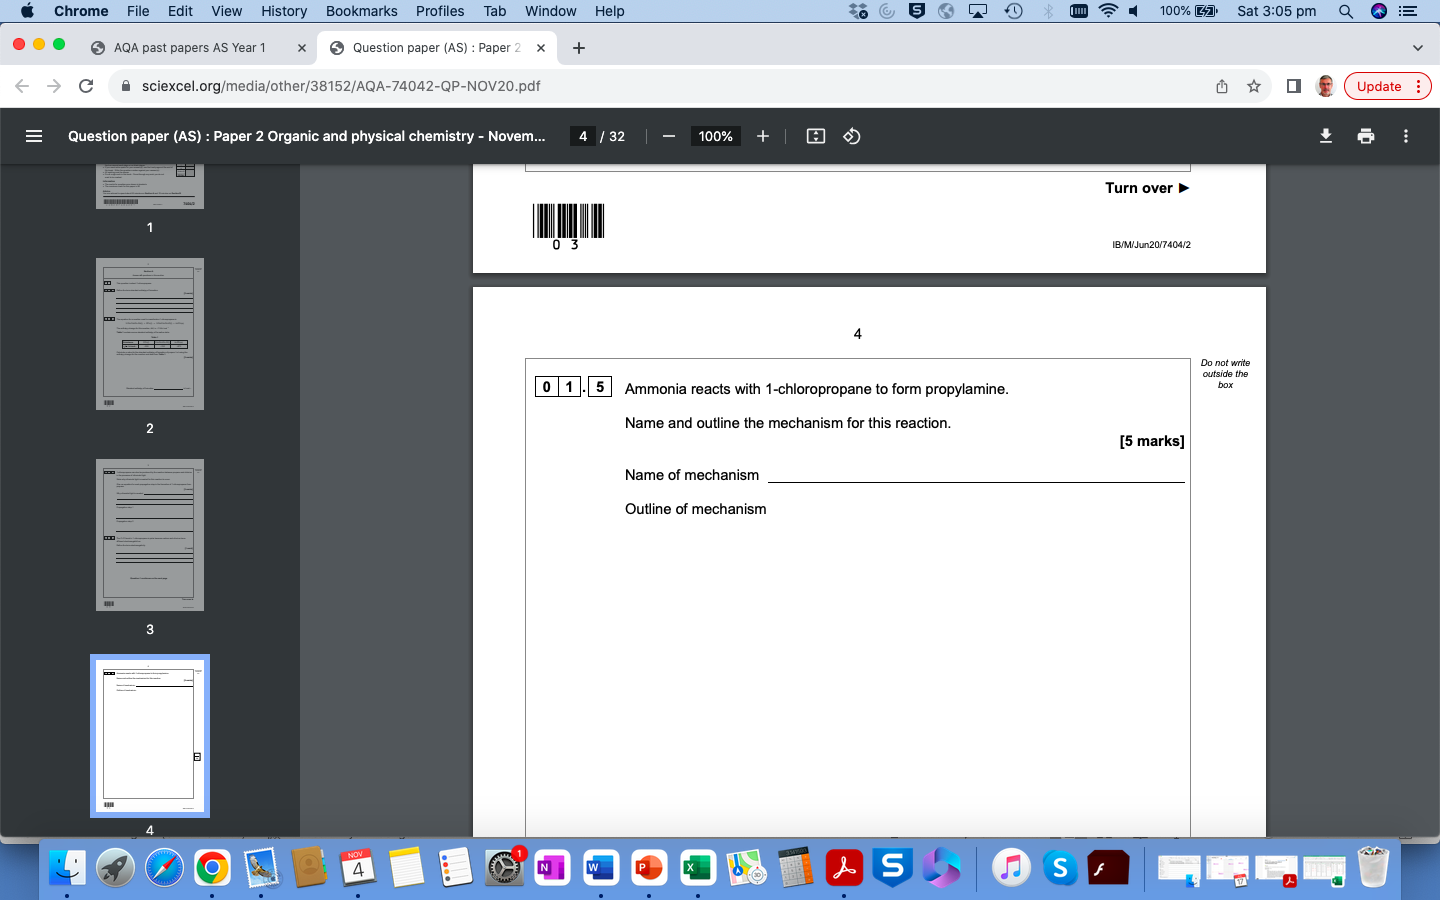 Chrome File Edit View History Bookmarks Profiles Tab Window Help 100% Sat 3:05 pm
AQA past papers AS Year 1 Question paper (AS) : Paper 2
sciexcel.org/media/other/38152/AQA-74042-QP-NOV20.pdf Update
Question paper (AS) : Paper 2 Organic and physical chemistry - Novem... 4 / 32 100%
Turn over
03
IB/M/Jun20/7404/2
1
2
3
4
4
Do not write
outside the
box
0 1 . 5 Ammonia reacts with 1-chloropropane to form propylamine.
Name and outline the mechanism for this reaction.
[5 marks]
Name of mechanism
Outline of mechanism
NOV
4
1
N
W
P
X
3D
S
S
f
17